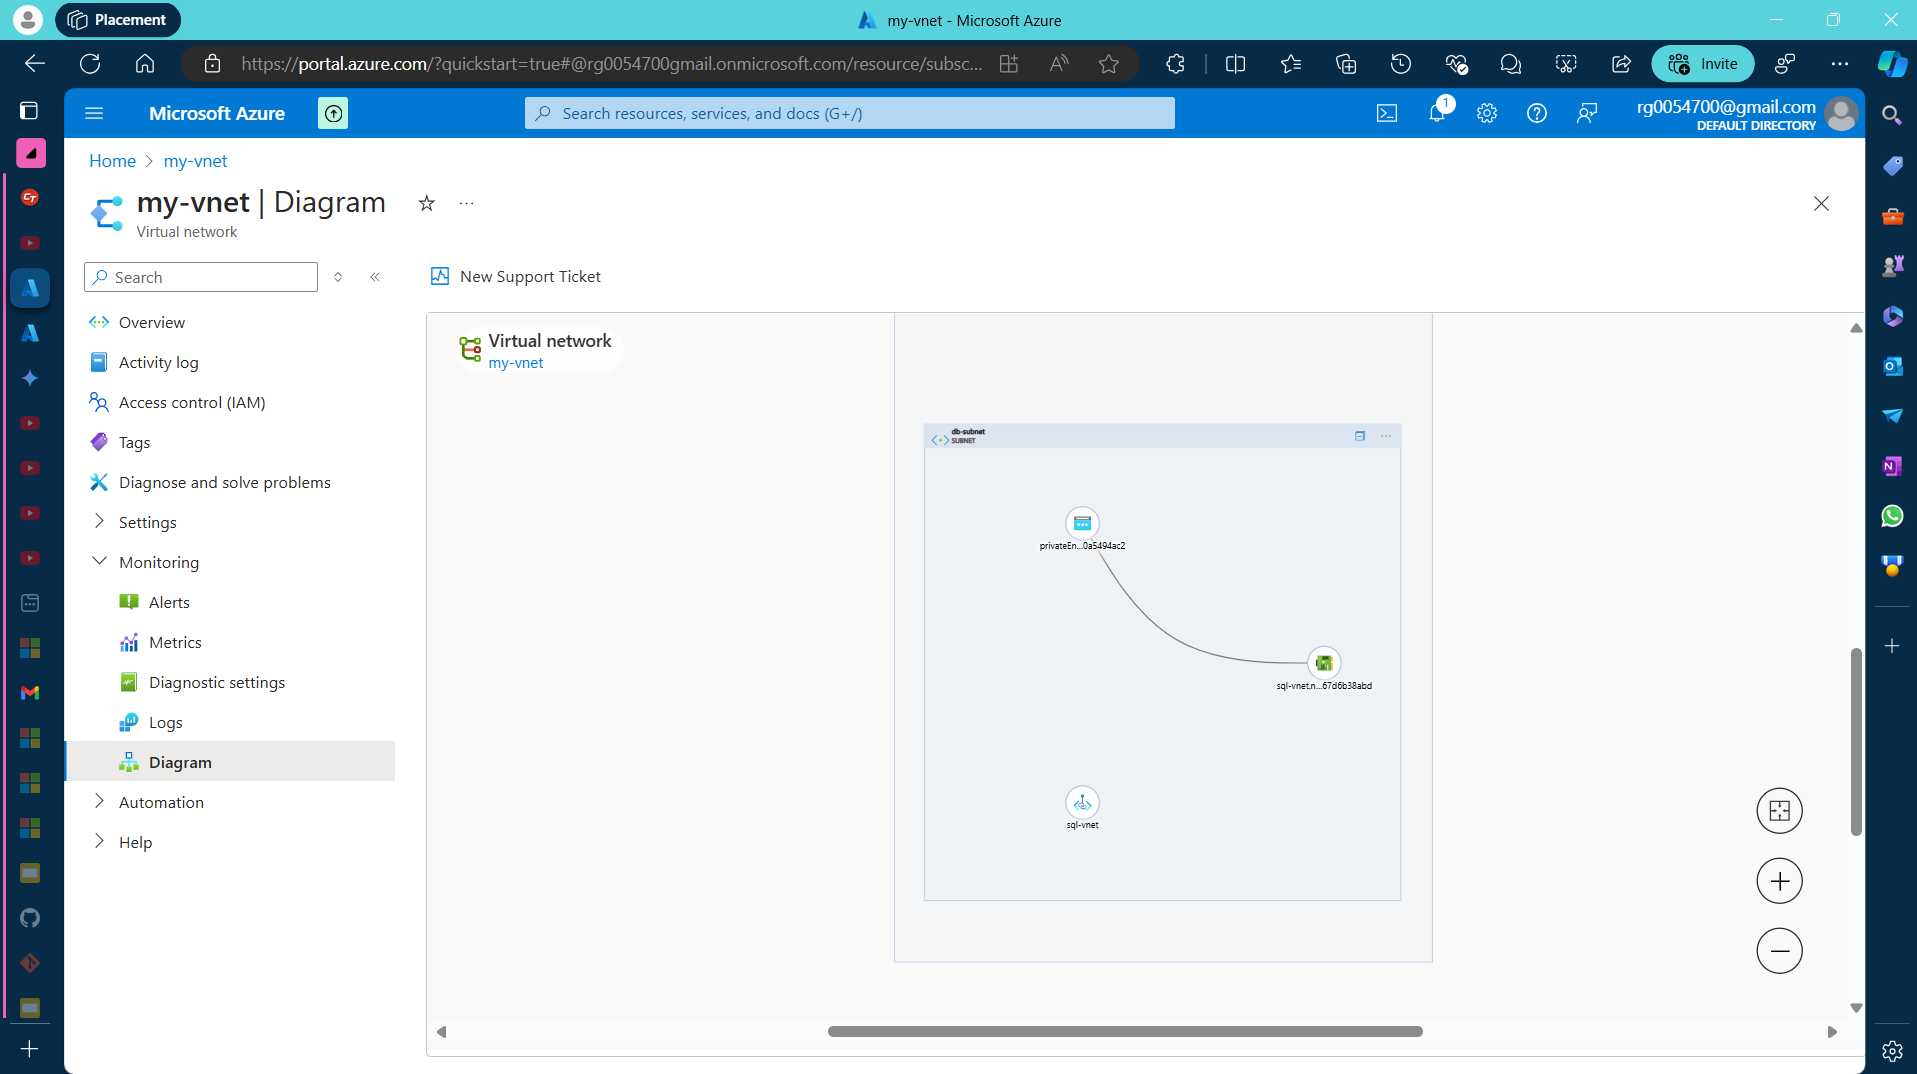 Placement
my-vnet - Microsoft Azure
https://portal.azure.com/?quickstart=true#@rg0054700gmail.onmicrosoft.com/resource/subsc...
Invite
Microsoft Azure
Search resources, services, and docs (G+/)
1
rg0054700@gmail.com
DEFAULT DIRECTORY
Home > my-vnet
my-vnet | Diagram
Virtual network
Search
New Support Ticket
Overview
Activity log
Access control (IAM)
Tags
Diagnose and solve problems
Settings
Monitoring
Alerts
Metrics
Diagnostic settings
Logs
Diagram
Automation
Help
Virtual network
my-vnet
db-subnet
SUBNET
privateEn...0a5494ac2
sql-vnet.n...67d6b38abd
sql-vnet